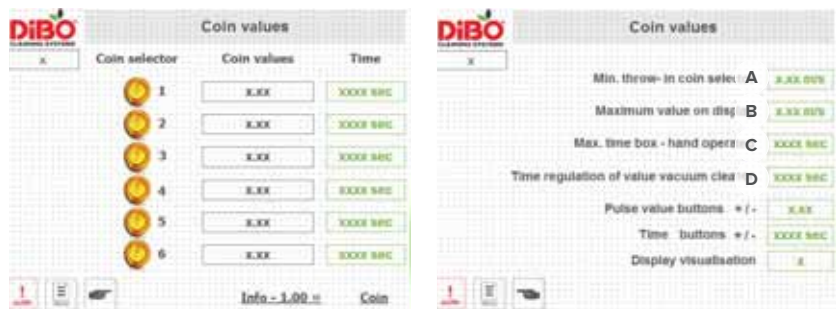 DiBO
CLEANING SYSTEMS
Coin values
x
Coin selector Coin values Time
1 x.xx xxxx sec
2 x.xx xxxx sec
3 x.xx xxxx sec
4 x.xx xxxx sec
5 x.xx xxxx sec
6 x.xx xxxx sec
Info - 1.00 = Coin
DiBO
CLEANING SYSTEMS
Coin values
x
Min. throw- in coin selec A x.xx
Maximum value on disp B x.xx
Max. time box - hand opera C xxxx sec
Time regulation of value vacuum clea D xxxx sec
Pulse value buttons +/- x.xx
Time buttons +/- xxxx sec
Display visualisation x